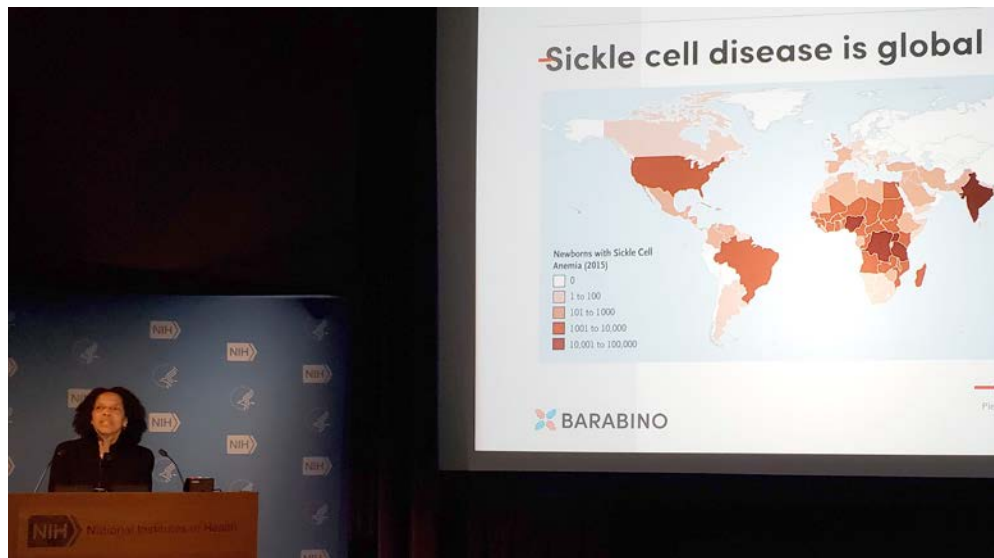 Sickle cell disease is global
Newborns with Sickle Cell
Anemia (2015)
0
1 to 100
101 to 1000
1001 to 10,000
10,001 to 100,000
BARABINO
NIH
NIH
NIH
NIH
NIH
NIH
NIH
NIH National Institutes of Health